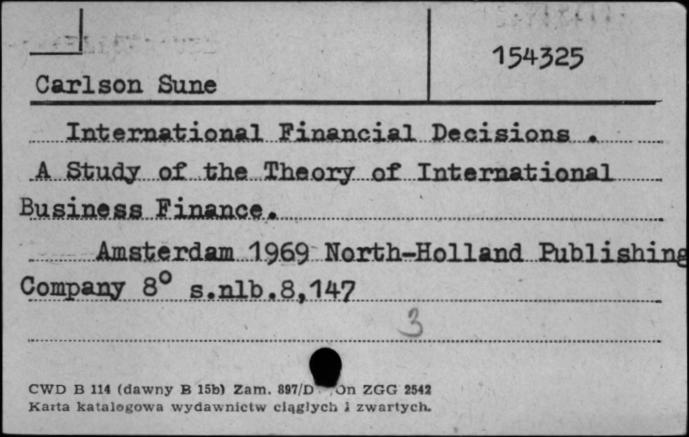 154325
Carlson Sune
International Financial Decisions .
A Study of the Theory of International
Business Finance.
Amsterdam 1969 North-Holland Publishing
Company 8° s.nlb.8,147
3
CWD B 114 (dawny B 15b) Zam. 897/D On ZGG 2542
Karta katalogowa wydawnictw ciągłych i zwartych.